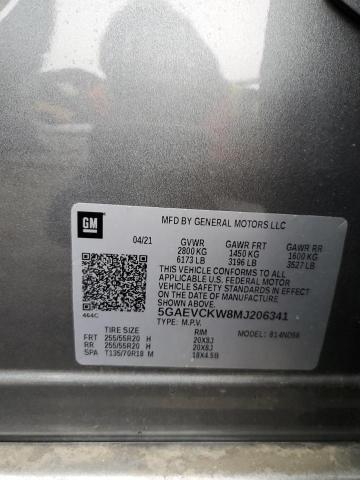 GM
MFD BY GENERAL MOTORS LLC
04/21 GVWR GAWR FRT GAWR RR
2800 KG 1450 KG 1600 KG
6173 LB 3196 LB 3527 LB
THIS VEHICLE CONFORMS TO ALL
APPLICABLE U.S. FEDERAL MOTOR
VEHICLE SAFETY AND THEFT
PREVENTION STANDARDS IN EFFECT
ON THE DATE OF MANUFACTURE
SHOWN ABOVE.
5GAEVCKW8MJ206341
464C TYPE: M.P.V. MODEL:
TIRE SIZE RIM
FRT 255/55R20 H 20X8J
RR 255/55R20 H 20X8J
SPA T135/70R18 M 18X4.5B